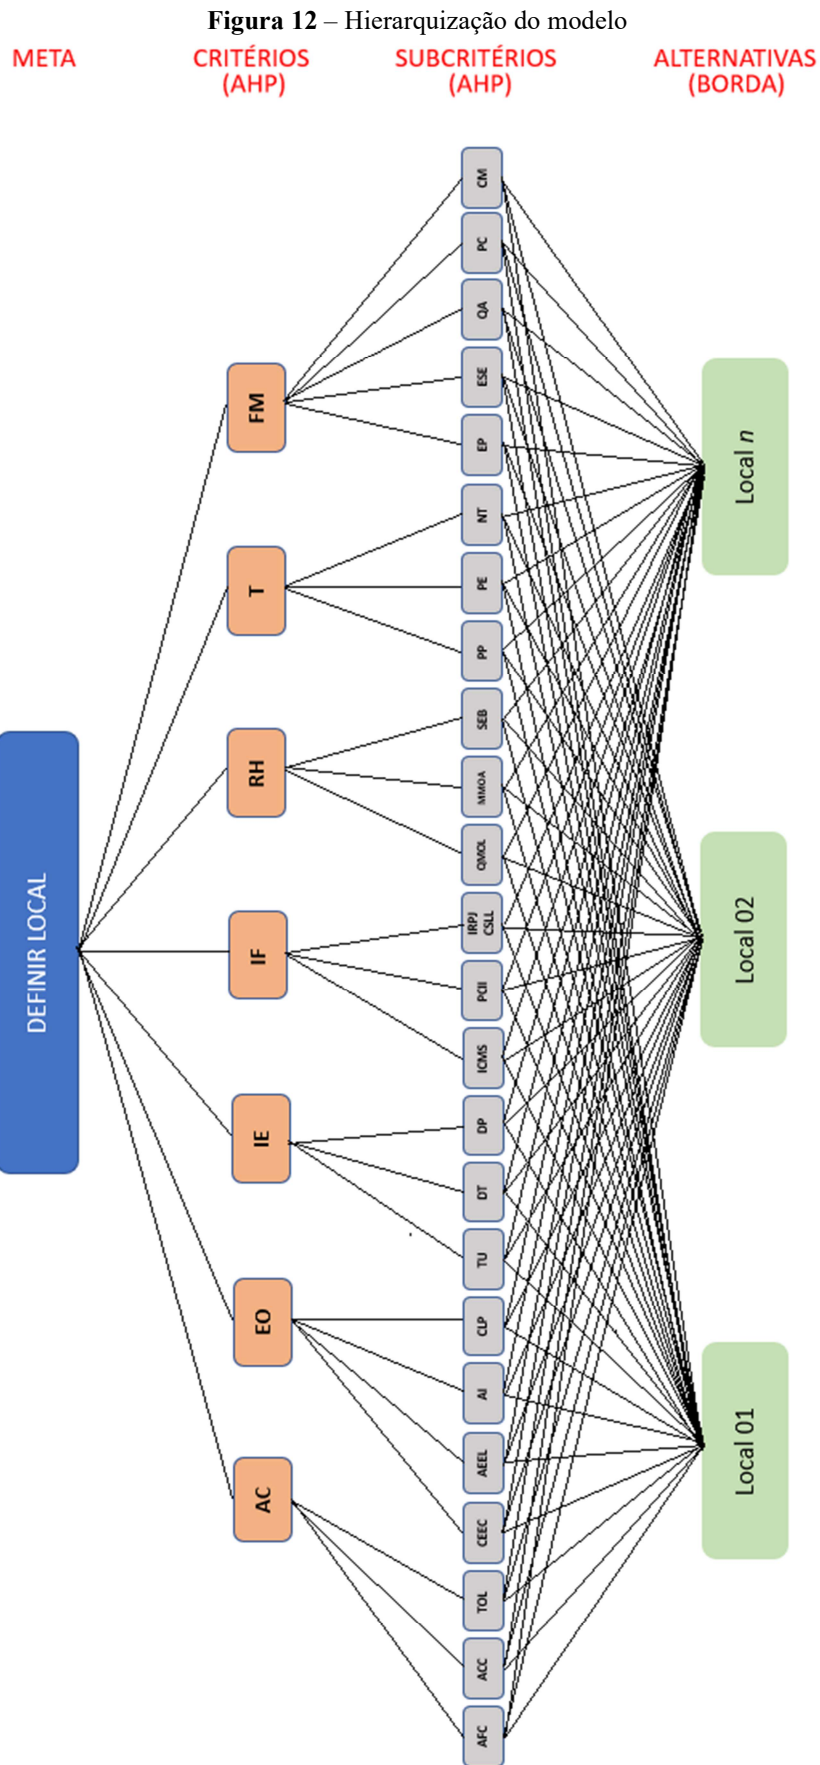 Figura 12 – Hierarquização do modelo
META
CRITÉRIOS
(AHP)
SUBCRITÉRIOS
(AHP)
ALTERNATIVAS
(BORDA)
DEFINIR LOCAL
FM
T
RH
IF
IE
EO
AC
CM
PC
QA
ESE
EP
NT
PE
PP
SEB
MMOA
QMOL
IRPJ
CSLL
PCII
ICMS
DP
DT
TU
CLP
AI
AEEL
CEEC
TOL
ACC
AFC
Local n
Local 02
Local 01